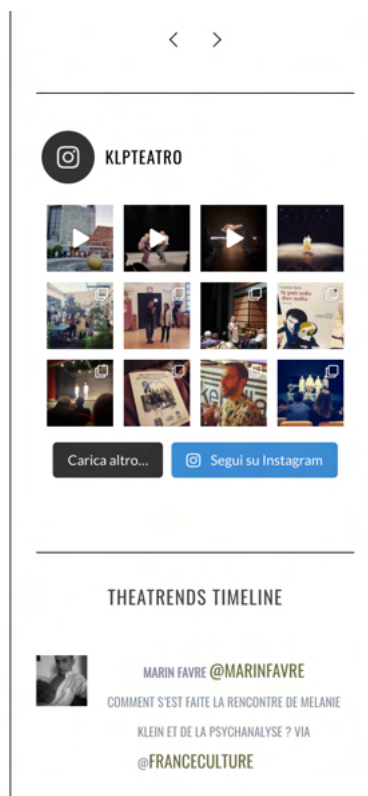 KLPTEATRO
Carica altro...
Segui su Instagram
THEATRENDS TIMELINE
MARIN FAVRE @MARINFAVRE
COMMENT S'EST FAITE LA RENCONTRE DE MELANIE
KLEIN ET DE LA PSYCHANALYSE ? VIA
@FRANCECULTURE